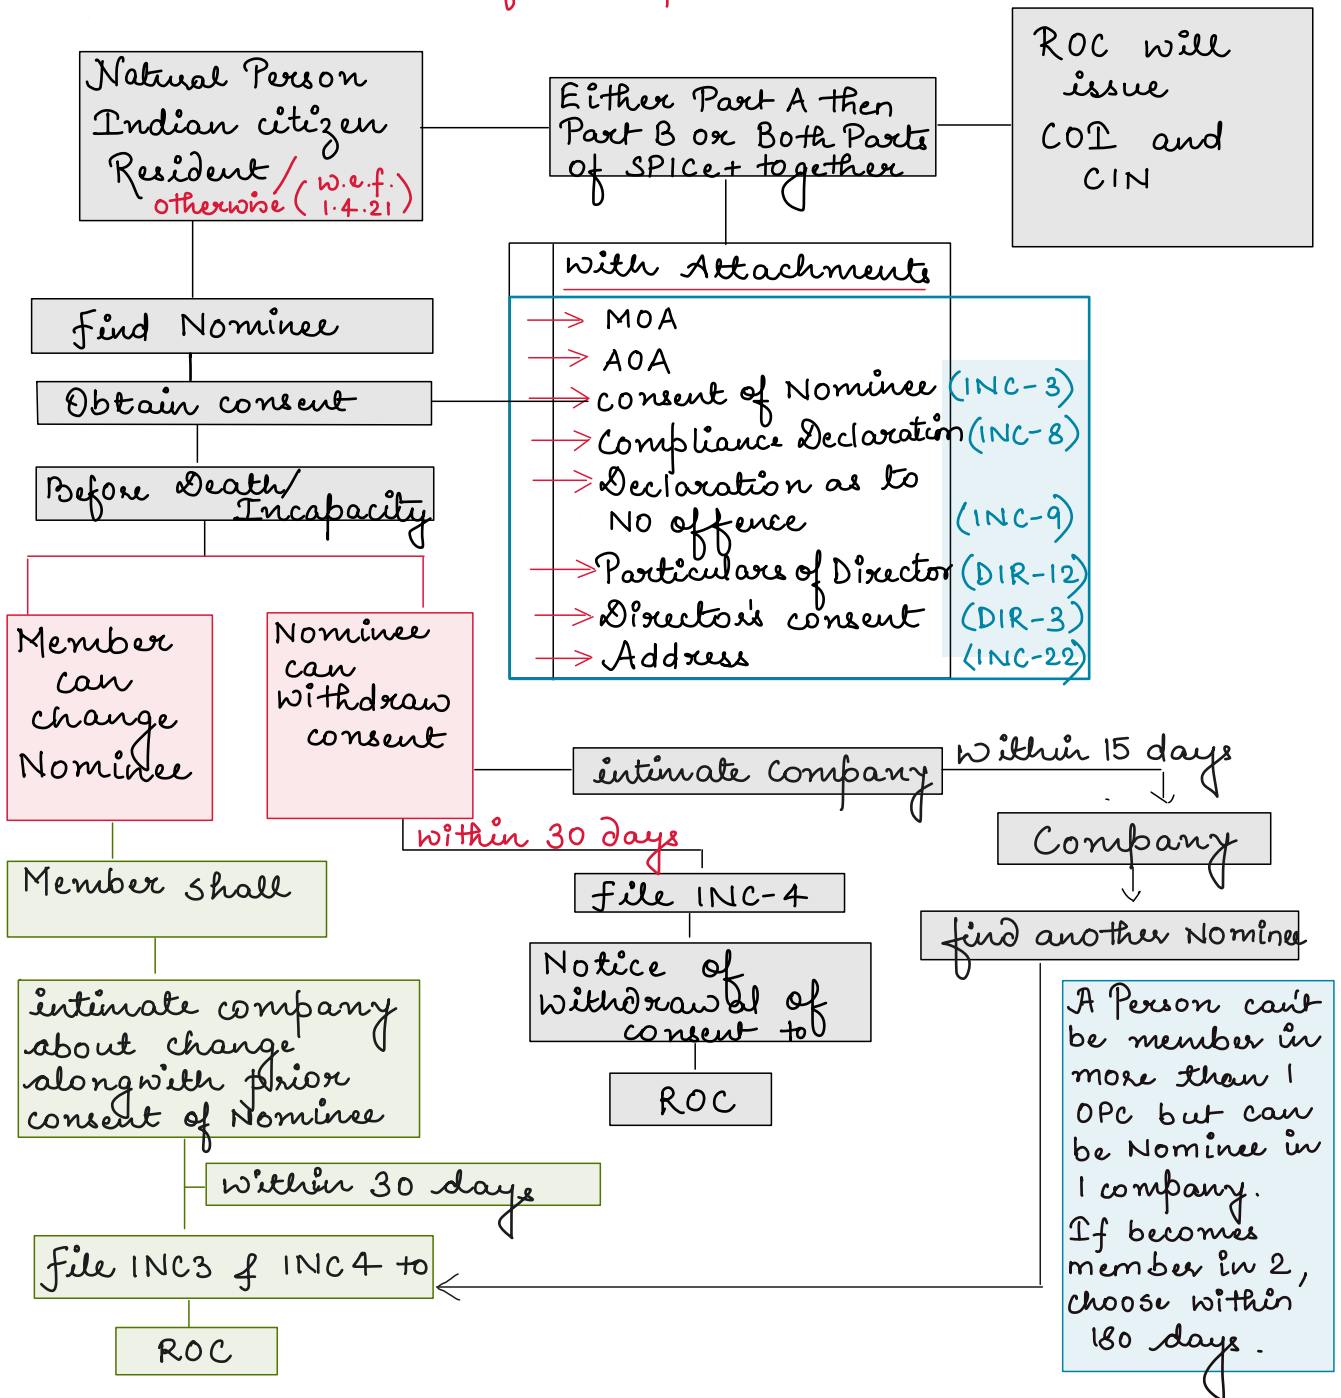 Natural Person
Indian citizen
Resident/
otherwise (w.e.f.
1.4.21)
Either Part A then
Part B or Both Parts
of SPICe+ together
ROC will
issue
COI and
CIN
with Attachments
MOA
AOA
consent of Nominee (INC-3)
Compliance Declaration (INC-8)
Declaration as to
NO offence (INC-9)
Particulars of Director (DIR-12)
Director's consent (DIR-3)
Address (INC-22)
find Nominee
Obtain consent
Before Death/
Incapacity
Member
can
change
Nominee
Nominee
can
withdraw
consent
intimate Company
within 15 days
Company
find another Nominee
within 30 days
file INC-4
Notice of
withdrawal of
consent to
ROC
Member shall
intimate company
about change
alongwith prior
consent of Nominee
within 30 days
file INC3 & INC4 to
ROC
A Person can't
be member in
more than 1
OPC but can
be Nominee in
1 company.
If becomes
member in 2,
choose within
180 days.